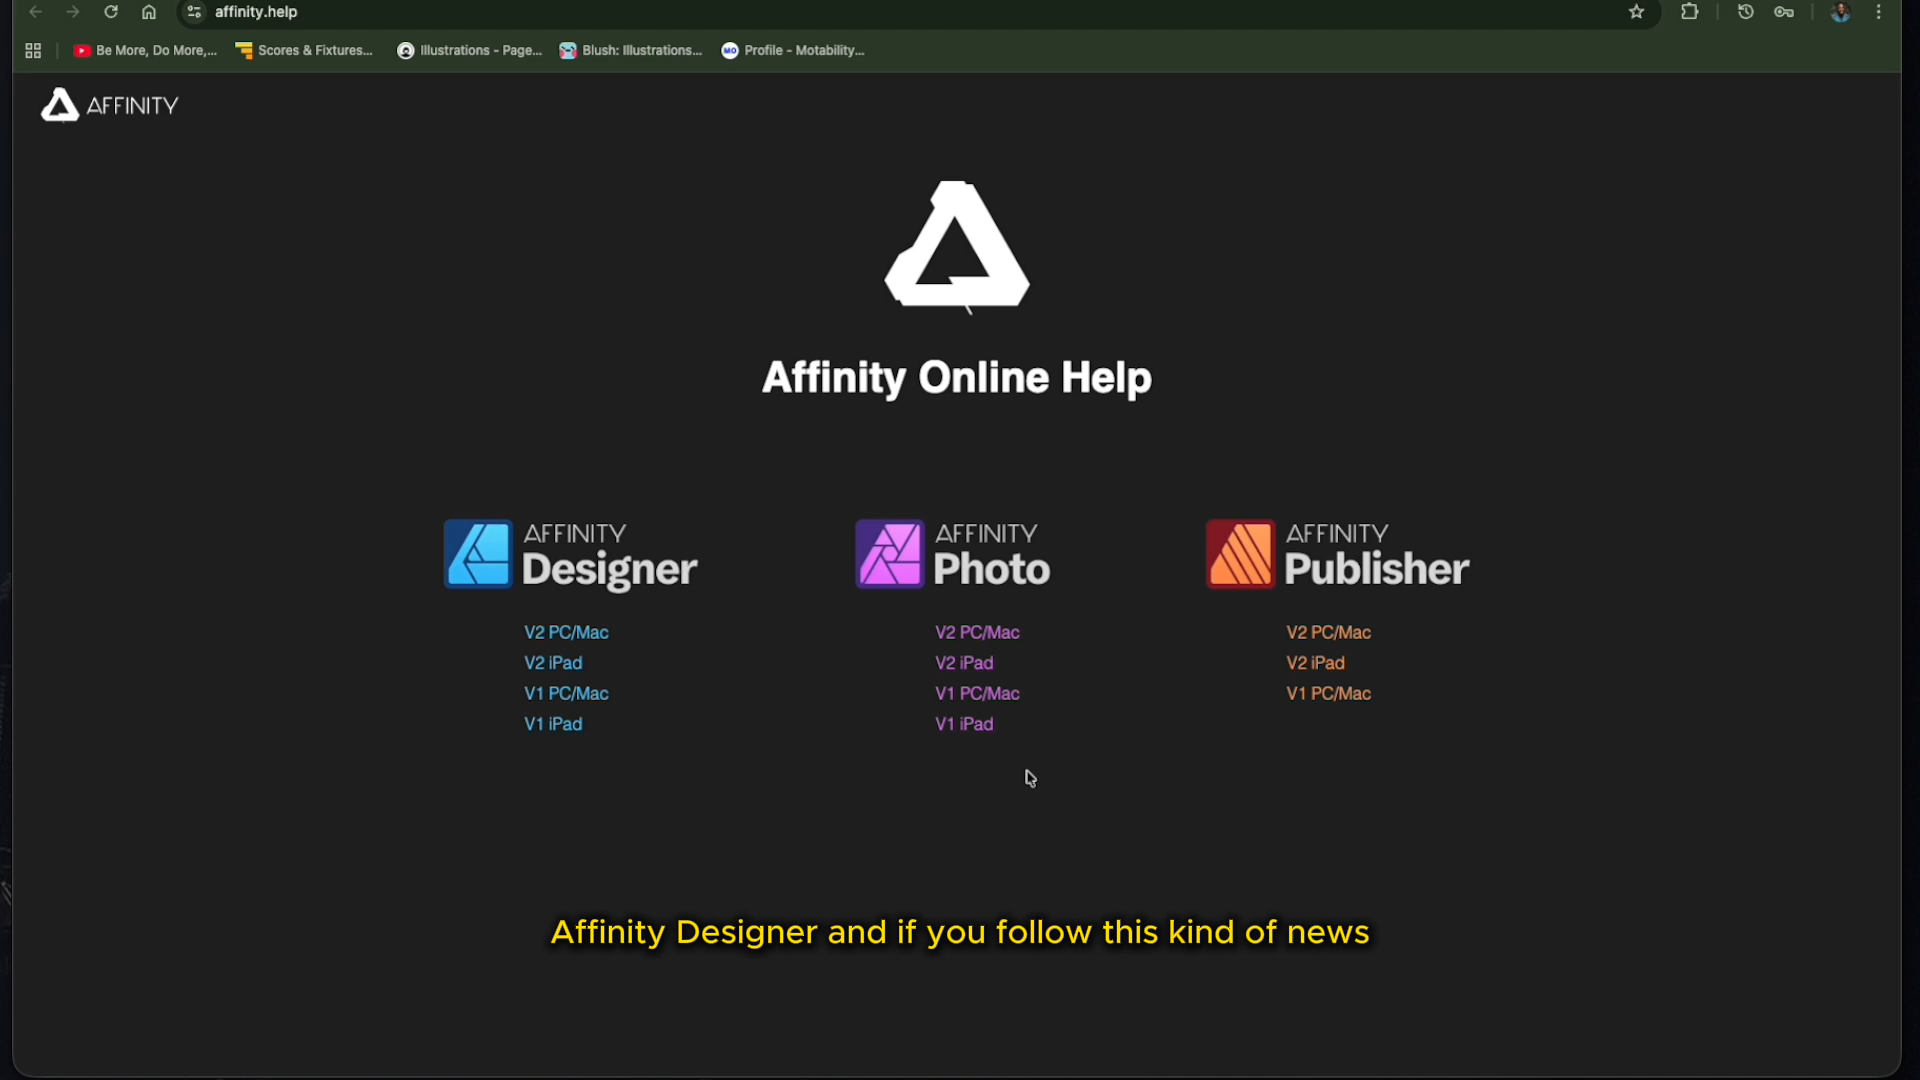 affinity.help
Be More, Do More,...
Scores & Fixtures...
Illustrations - Page...
Blush: Illustrations...
MO Profile - Motability...
AFFINITY
Affinity Online Help
AFFINITY
Designer
V2 PC/Mac
V2 iPad
V1 PC/Mac
V1 iPad
AFFINITY
Photo
V2 PC/Mac
V2 iPad
V1 PC/Mac
V1 iPad
AFFINITY
Publisher
V2 PC/Mac
V2 iPad
V1 PC/Mac
Affinity Designer and if you follow this kind of news